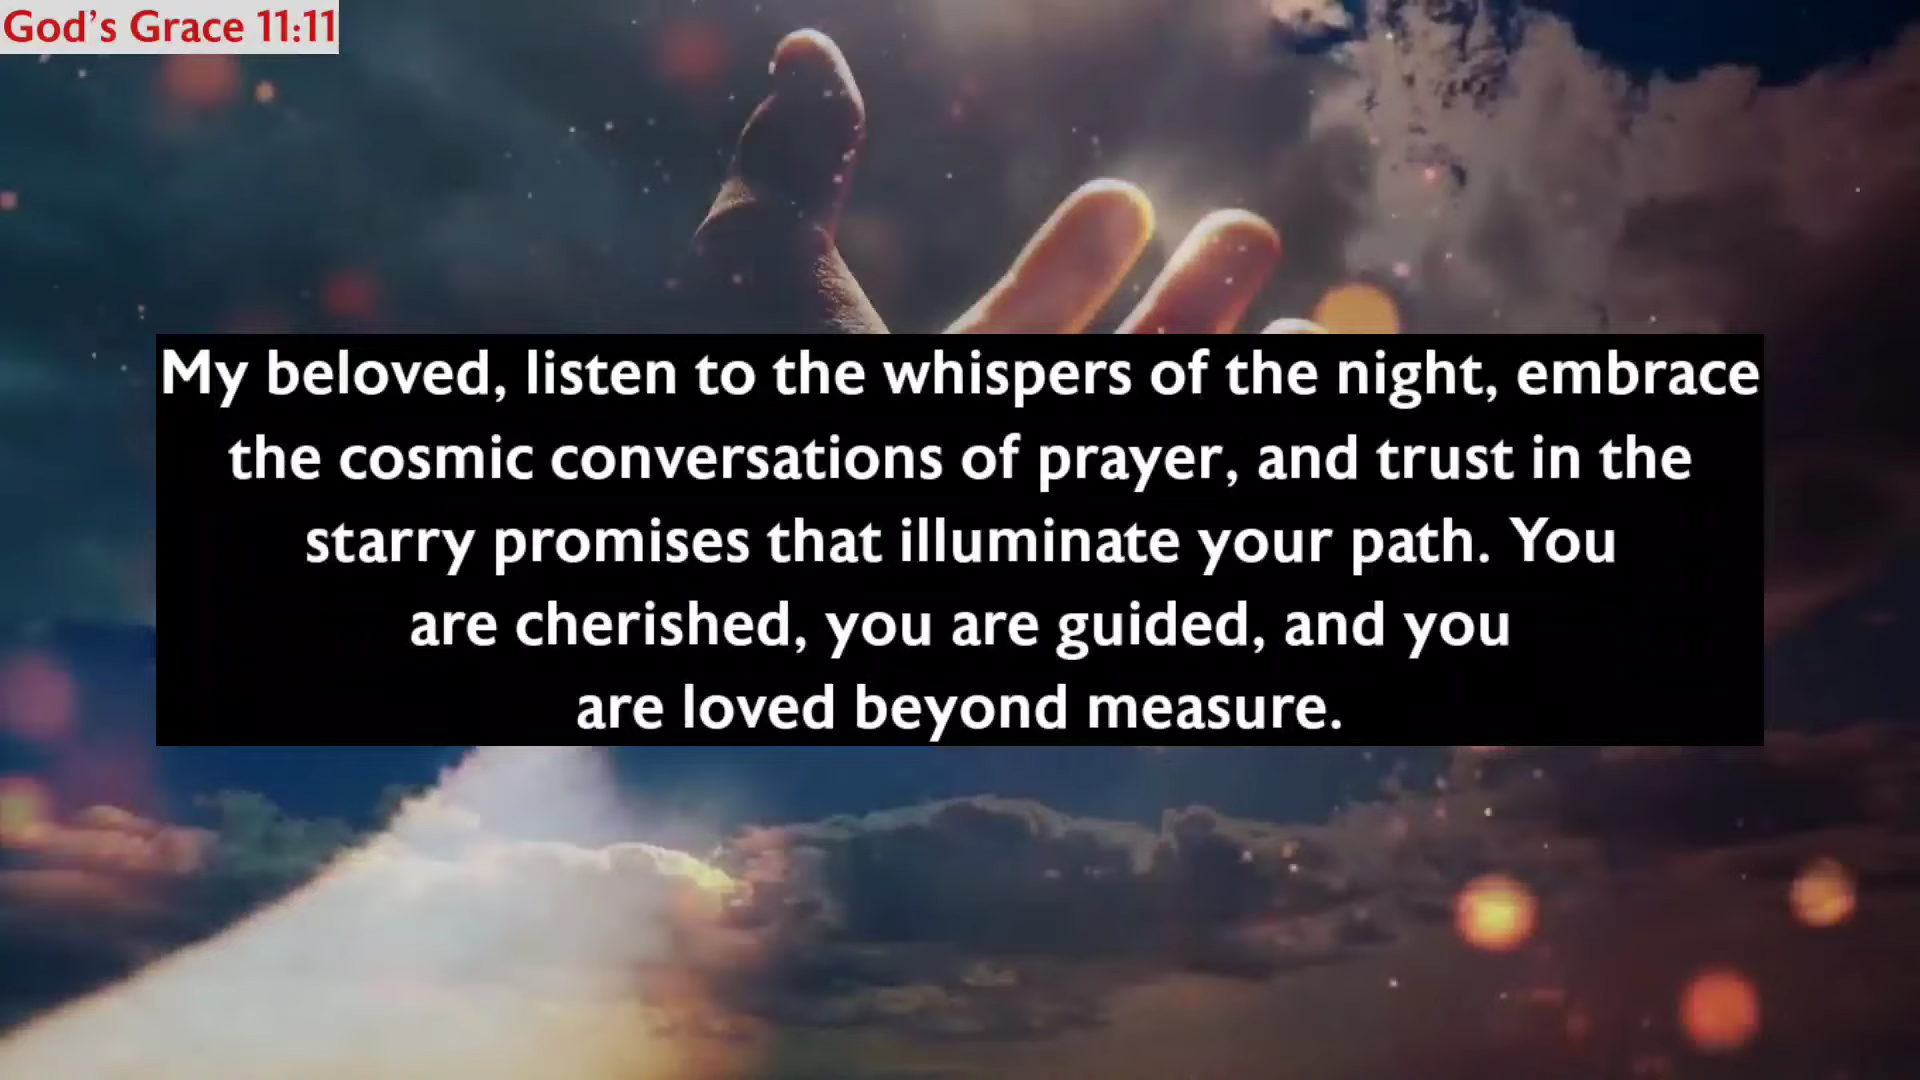 God's Grace 11:11
My beloved, listen to the whispers of the night, embrace
the cosmic conversations of prayer, and trust in the
starry promises that illuminate your path. You
are cherished, you are guided, and you
are loved beyond measure.